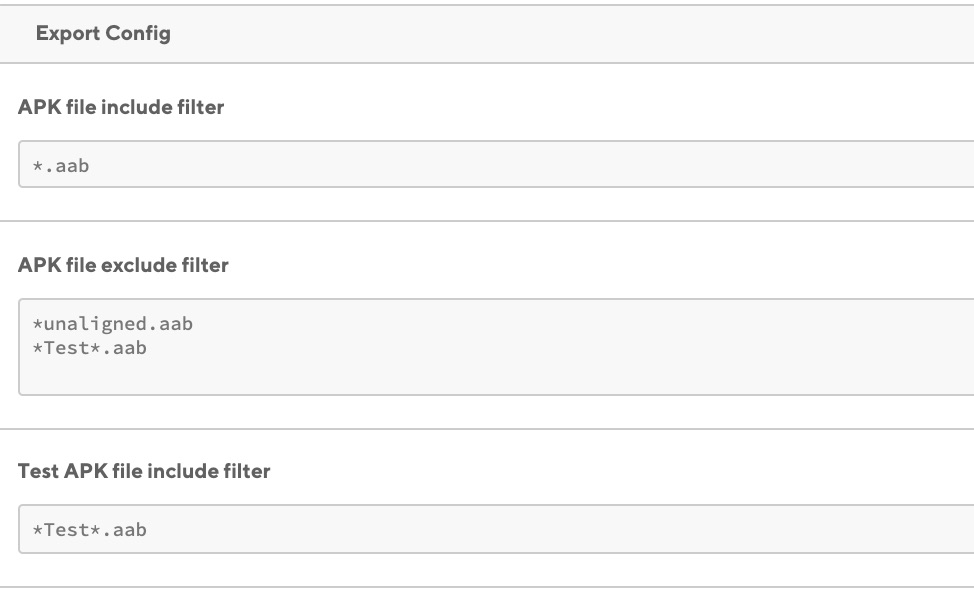 Export Config
APK file include filter
*.aab
APK file exclude filter
*unaligned.aab
*Test*.aab
Test APK file include filter
*Test*.aab